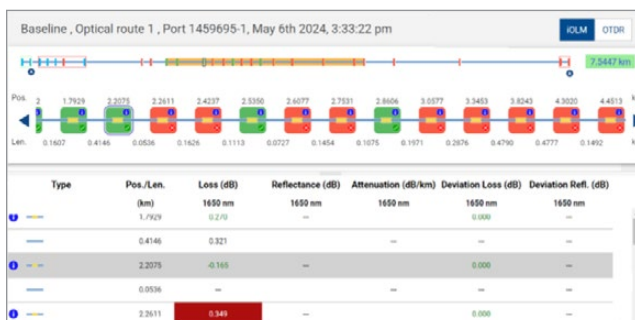 Baseline , Optical route 1 , Port 1459695-1, May 6th 2024, 3:33:22 pm
iOLM OTDR
7.5447 km
Pos. 2 1.7929 2.2075 2.2611 2.4237 2.5350 2.6077 2.7531 2.8606 3.0577 3.3453 3.8243 4.3020 4.4513 k
Len. 0.1607 0.4146 0.0536 0.1626 0.1113 0.0727 0.1454 0.1075 0.1971 0.2876 0.4790 0.4777 0.1492 k
Type Pos./Len. Loss (dB) Reflectance (dB) Attenuation (dB/km) Deviation Loss (dB) Deviation Refl. (dB)
(km) 1650 nm 1650 nm 1650 nm 1650 nm 1650 nm
1.7929 0.270 --- 0.000 ---
0.4146 0.321 --- --- ---
2.2075 -0.165 --- 0.000 ---
0.0536 --- --- --- ---
2.2611 0.349 --- 0.000 ---